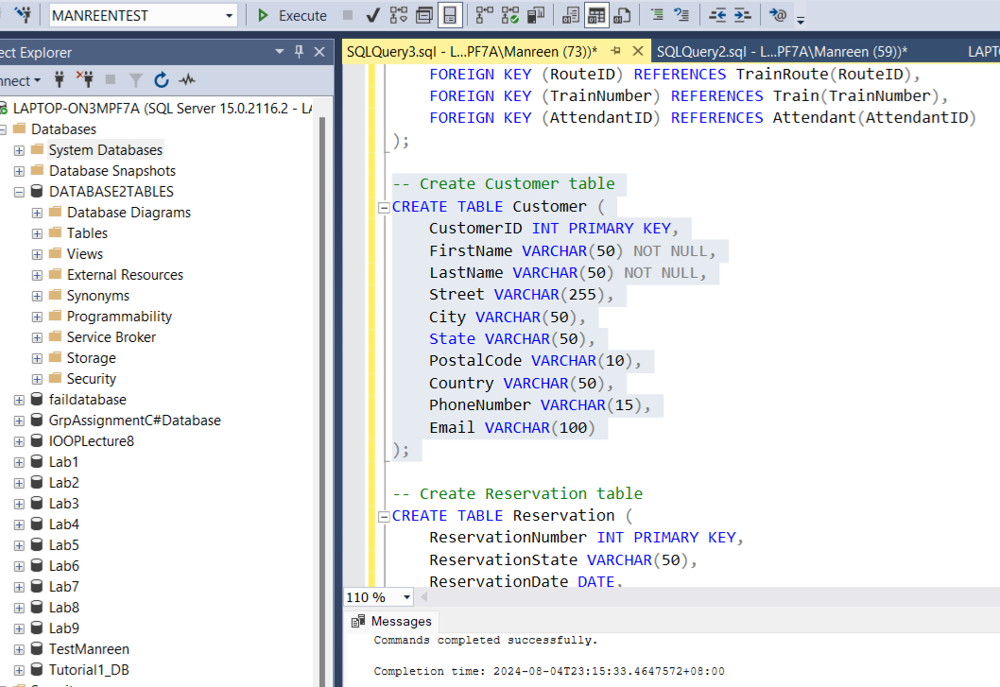 MANREENTEST
Execute
ect Explorer
nnect
LAPTOP-ON3MPF7A (SQL Server 15.0.2116.2 - LA
Databases
System Databases
Database Snapshots
DATABASE2TABLES
Database Diagrams
Tables
Views
External Resources
Synonyms
Programmability
Service Broker
Storage
Security
faildatabase
GrpAssignmentC#Database
IOOPLecture8
Lab1
Lab2
Lab3
Lab4
Lab5
Lab6
Lab7
Lab8
Lab9
TestManreen
Tutorial1_DB
SQLQuery3.sql - L...PF7A\Manreen (73))*
SQLQuery2.sql - L...PF7A\Manreen (59))*
LAPT
FOREIGN KEY (RouteID) REFERENCES TrainRoute(RouteID),
FOREIGN KEY (TrainNumber) REFERENCES Train(TrainNumber),
FOREIGN KEY (AttendantID) REFERENCES Attendant(AttendantID)
);
-- Create Customer table
CREATE TABLE Customer (
CustomerID INT PRIMARY KEY,
FirstName VARCHAR(50) NOT NULL,
LastName VARCHAR(50) NOT NULL,
Street VARCHAR(255),
City VARCHAR(50),
State VARCHAR(50),
PostalCode VARCHAR(10),
Country VARCHAR(50),
PhoneNumber VARCHAR(15),
Email VARCHAR(100)
);
-- Create Reservation table
CREATE TABLE Reservation (
ReservationNumber INT PRIMARY KEY,
ReservationState VARCHAR(50),
ReservationDate DATE,
110 %
Messages
Commands completed successfully.
Completion time: 2024-08-04T23:15:33.4647572+08:00